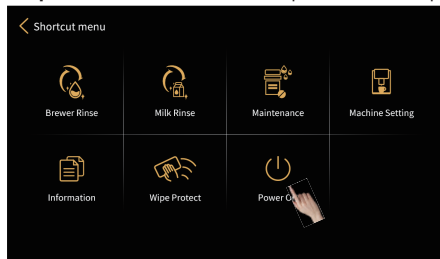 Shortcut menu
Brewer Rinse
Milk Rinse
Maintenance
Machine Setting
Information
Wipe Protect
Power O